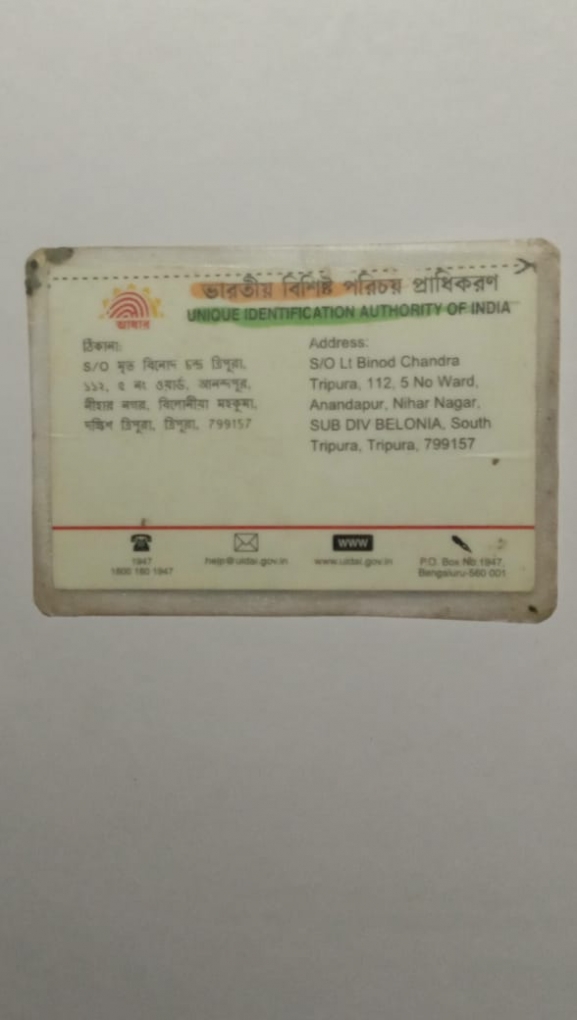 ভারতীয় বিশিষ্ট পরিচয় প্রাধিকরণ
UNIQUE IDENTIFICATION AUTHORITY OF INDIA
আধার
ঠিকানা:
S/O মৃত বিনোদ চন্দ্র ত্রিপুরা,
১১২, ৫ নং ওয়ার্ড, আনন্দপুর,
নীহার নগর, বিলোনীয়া মহকুমা,
দক্ষিণ ত্রিপুরা, ত্রিপুরা, 799157
Address:
S/O Lt Binod Chandra
Tripura, 112, 5 No Ward,
Anandapur, Nihar Nagar,
SUB DIV BELONIA, South
Tripura, Tripura, 799157
1947
1800 180 1947
help@uidai.gov.in
www
www.uidai.gov.in
P.O. Box No.1947,
Bengaluru-560 001